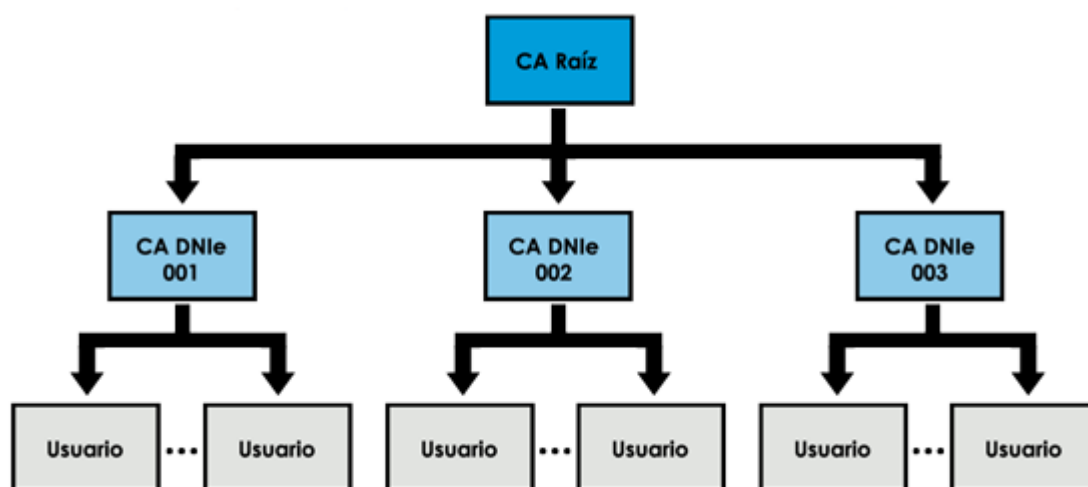 CA Raíz
CA DNIe
001
CA DNIe
002
CA DNIe
003
Usuario ... Usuario
Usuario ... Usuario
Usuario ... Usuario